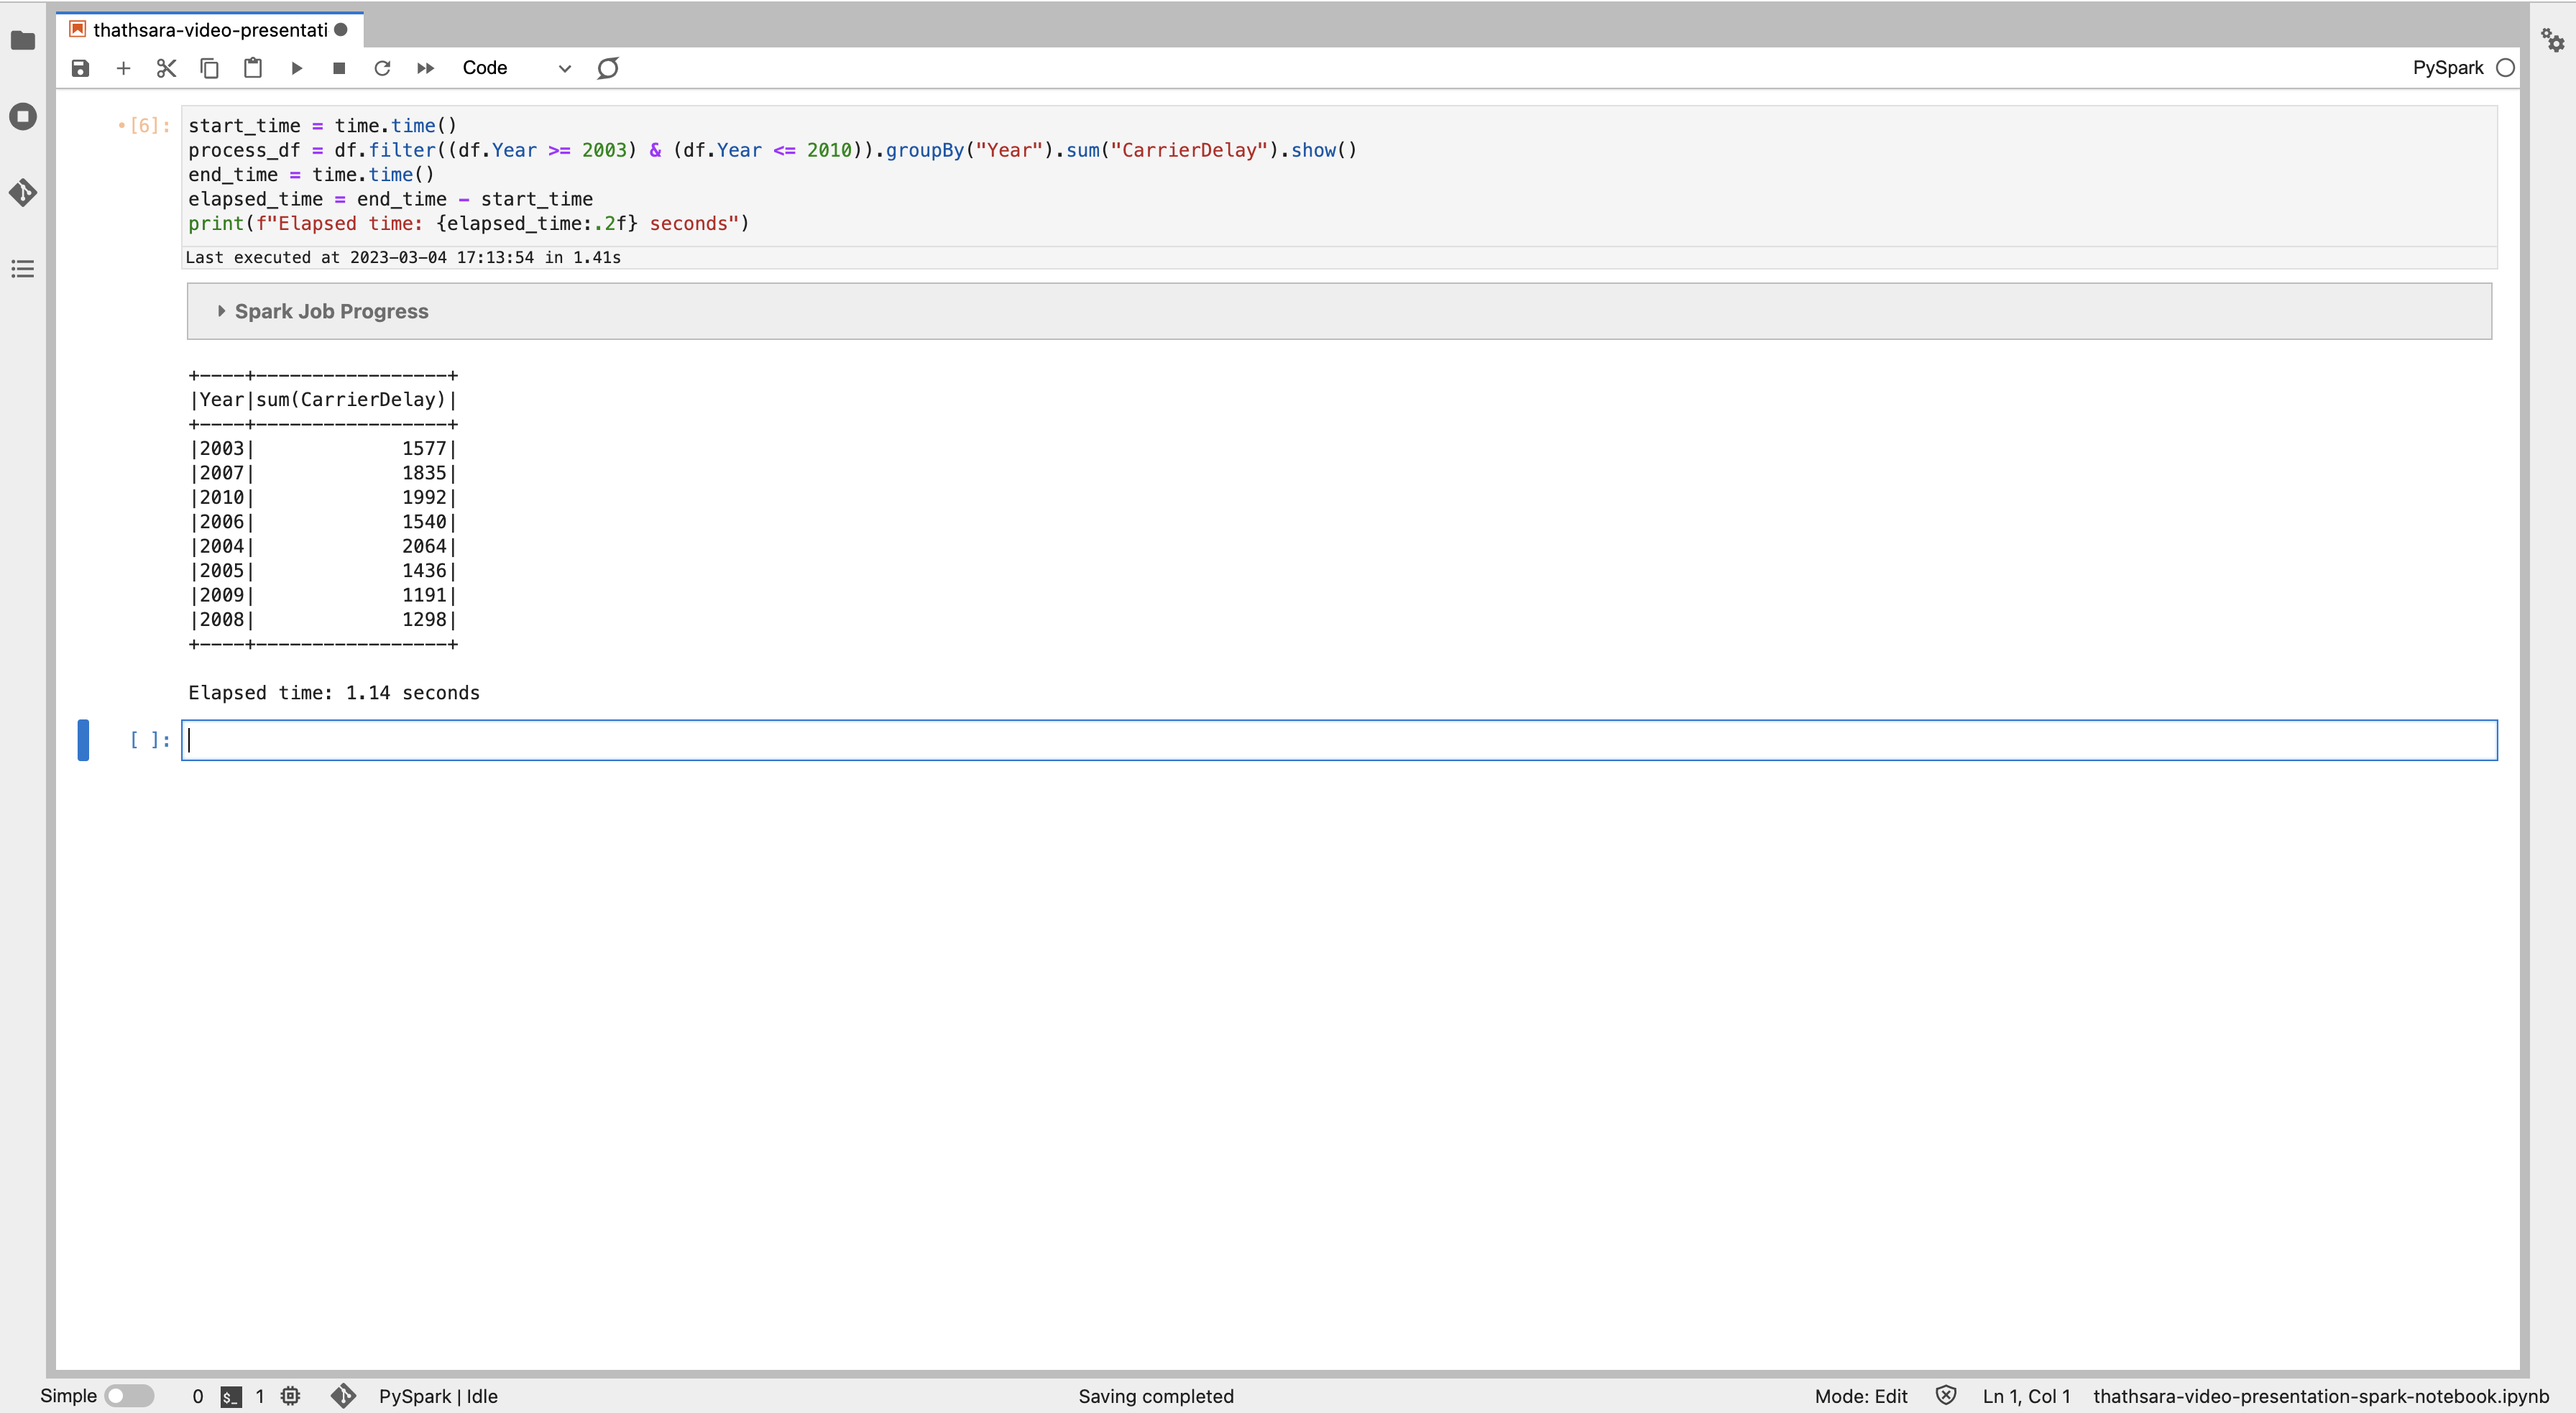 thathsara-video-presentati
Code
PySpark
[6]:
start_time = time.time()
process_df = df.filter((df.Year >= 2003) & (df.Year <= 2010)).groupBy("Year").sum("CarrierDelay").show()
end_time = time.time()
elapsed_time = end_time - start_time
print(f"Elapsed time: {elapsed_time:.2f} seconds")
Last executed at 2023-03-04 17:13:54 in 1.41s
Spark Job Progress
+----+-----------------+
|Year|sum(CarrierDelay)|
+----+-----------------+
|2003|             1577|
|2007|             1835|
|2010|             1992|
|2006|             1540|
|2004|             2064|
|2005|             1436|
|2009|             1191|
|2008|             1298|
+----+-----------------+
Elapsed time: 1.14 seconds
[ ]:
Simple 0 $_ 1 PySpark | Idle Saving completed Mode: Edit Ln 1, Col 1 thathsara-video-presentation-spark-notebook.ipynb